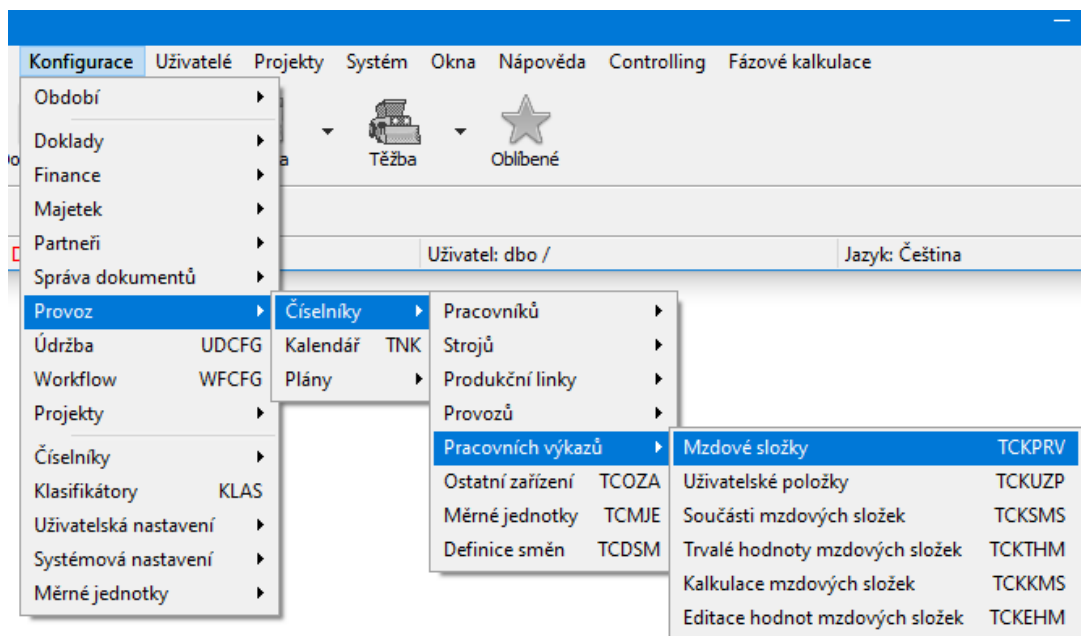 Konfigurace Uživatelé Projekty Systém Okna Nápověda Controlling Fázové kalkulace
Těžba
Oblíbené
Uživatel: dbo /
Jazyk: Čeština
Období
Doklady
Finance
Majetek
Partneři
Správa dokumentů
Provoz
Údržba UDCFG
Workflow WFCFG
Projekty
Číselníky
Klasifikátory KLAS
Uživatelská nastavení
Systémová nastavení
Měrné jednotky
Číselníky
Kalendář TNK
Plány
Pracovníků
Strojů
Produkční linky
Provozů
Pracovních výkazů
Ostatní zařízení TCOZA
Měrné jednotky TCMJE
Definice směn TCDSM
Mzdové složky TCKPRV
Uživatelské položky TCKUZP
Součásti mzdových složek TCKSMS
Trvalé hodnoty mzdových složek TCKTHM
Kalkulace mzdových složek TCKKMS
Editace hodnot mzdových složek TCKEHM